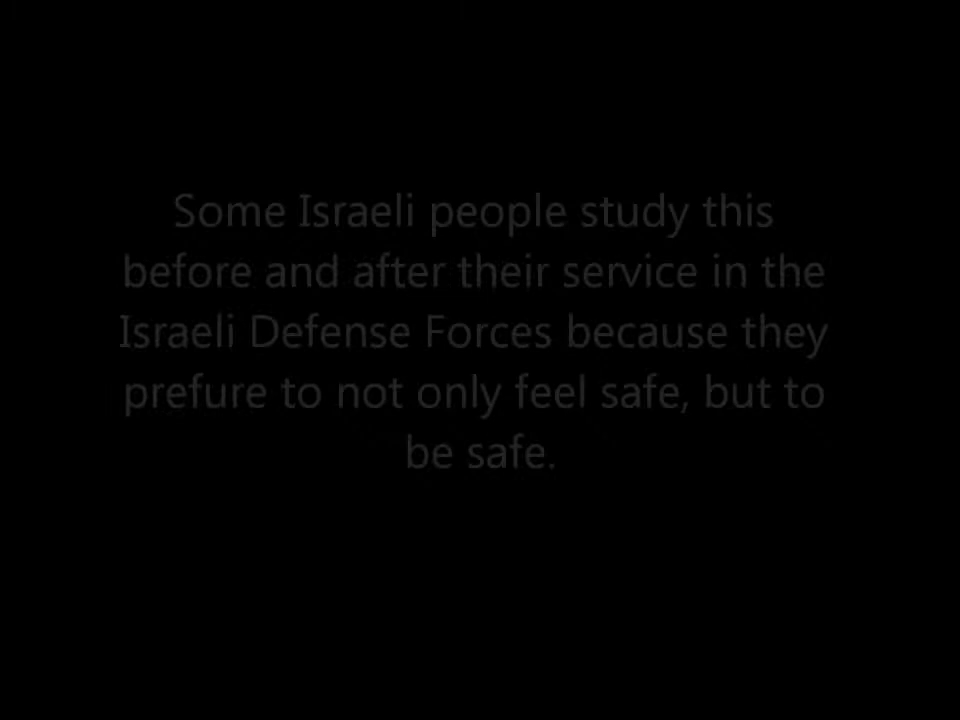 Some Israeli people study this
before and after their service in the
Israeli Defense Forces because they
prefure to not only feel safe, but to
be safe.